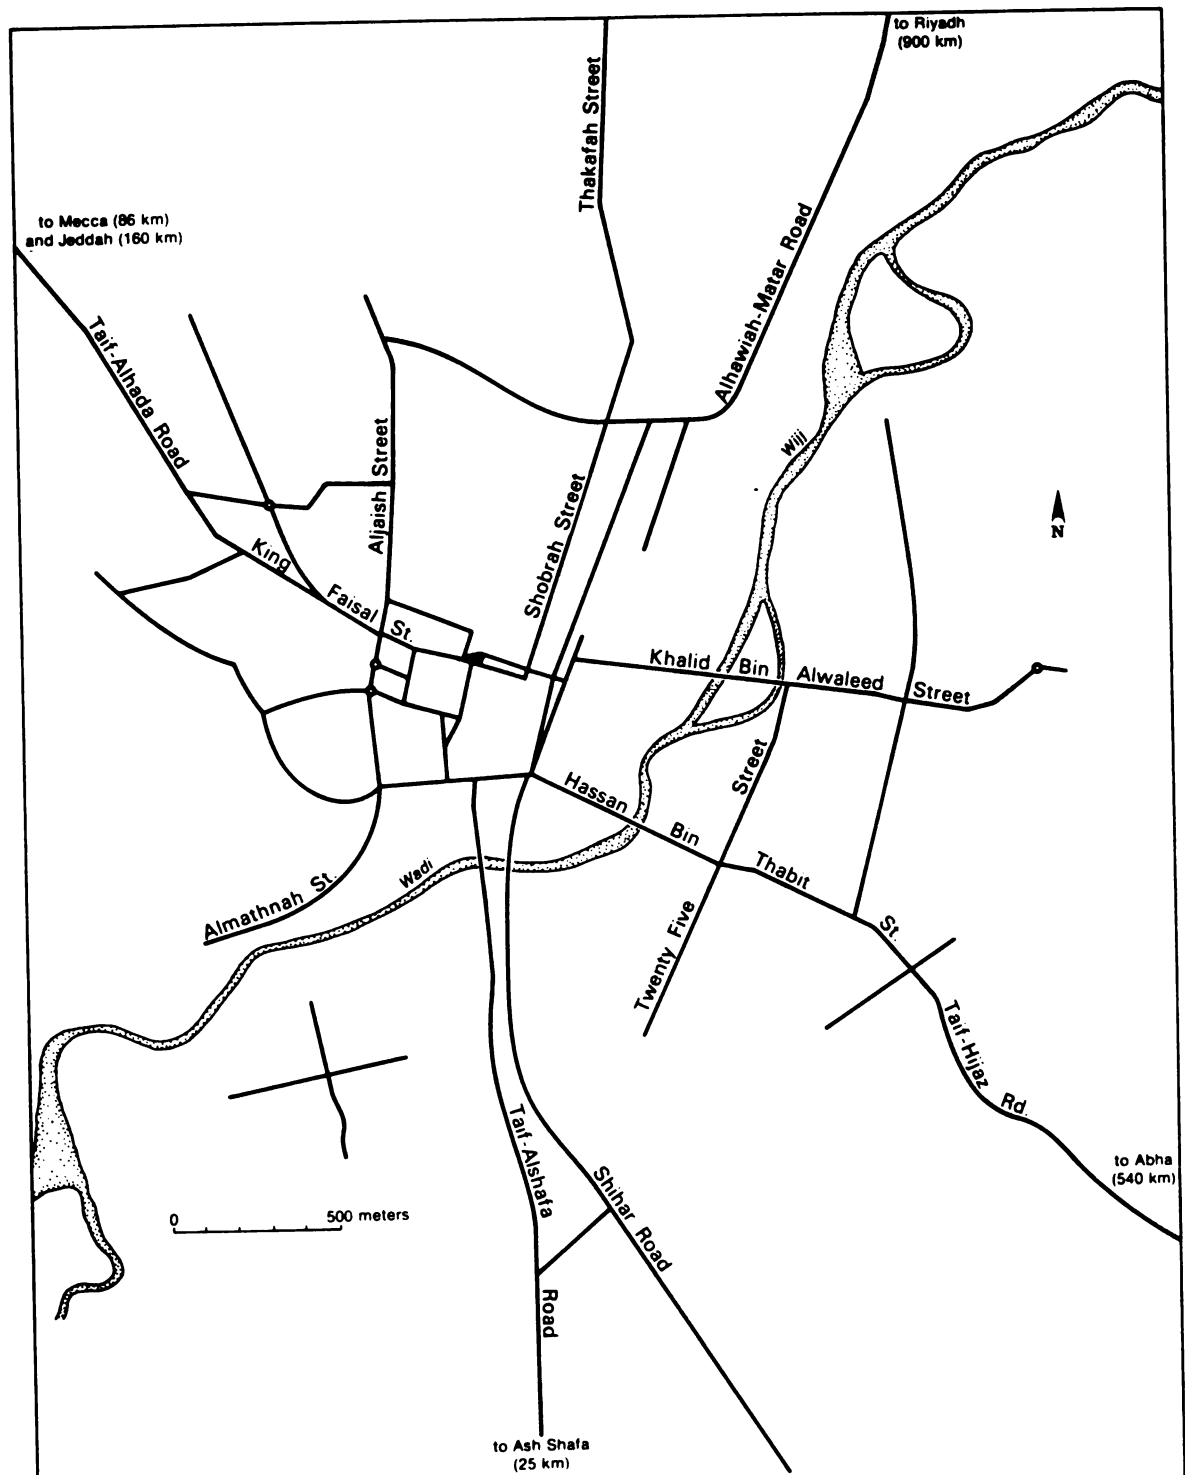 to Riyadh
(900 km)
Thakafah Street
to Mecca (86 km)
and Jeddah (160 km)
Alhawiah-Matar Road
Taif-Alhada Road
Aljaish Street
Wijj
Shobrah Street
N
King Faisal St.
Khalid Bin Alwaleed Street
Hassan Bin Thabit St.
Twenty Five Street
Wadi
Almathnah St.
Taif-Hijaz Rd.
to Abha
(540 km)
Taif-Alshafa Road
Shihar Road
0 500 meters
to Ash Shafa
(25 km)